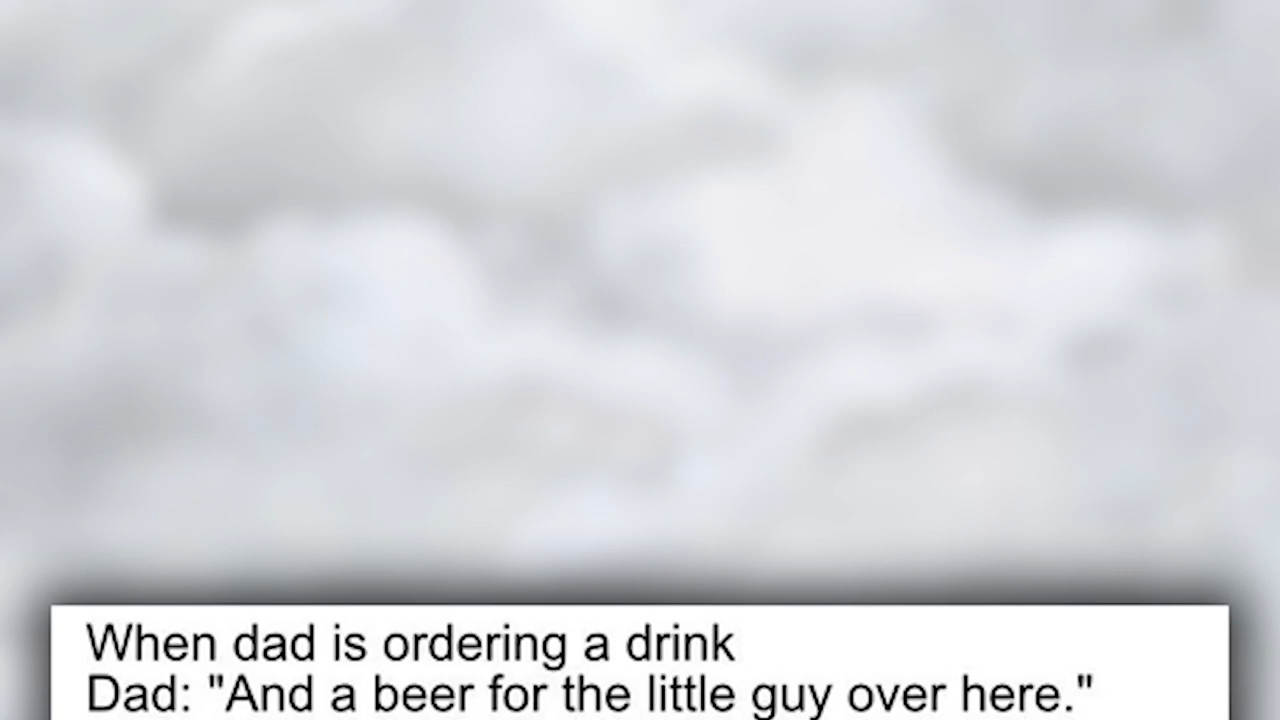 When dad is ordering a drink
Dad: "And a beer for the little guy over here."